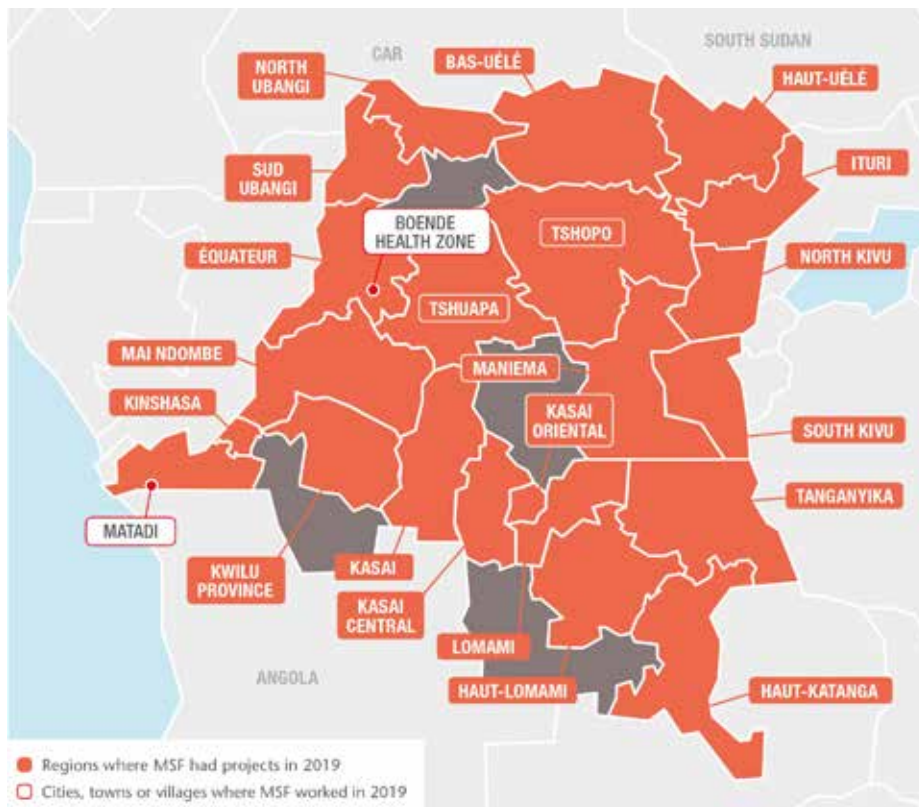 CAR
SOUTH SUDAN
NORTH
UBANGI
BAS-UÉLÉ
HAUT-UÉLÉ
SUD
UBANGI
ITURI
BOENDE
HEALTH ZONE
TSHOPO
ÉQUATEUR
NORTH KIVU
TSHUAPA
MAI NDOMBE
MANIEMA
KINSHASA
KASAI
ORIENTAL
SOUTH KIVU
TANGANYIKA
MATADI
KWILU
PROVINCE
KASAI
KASAI
CENTRAL
LOMAMI
ANGOLA
HAUT-LOMAMI
HAUT-KATANGA
Regions where MSF had projects in 2019
Cities, towns or villages where MSF worked in 2019